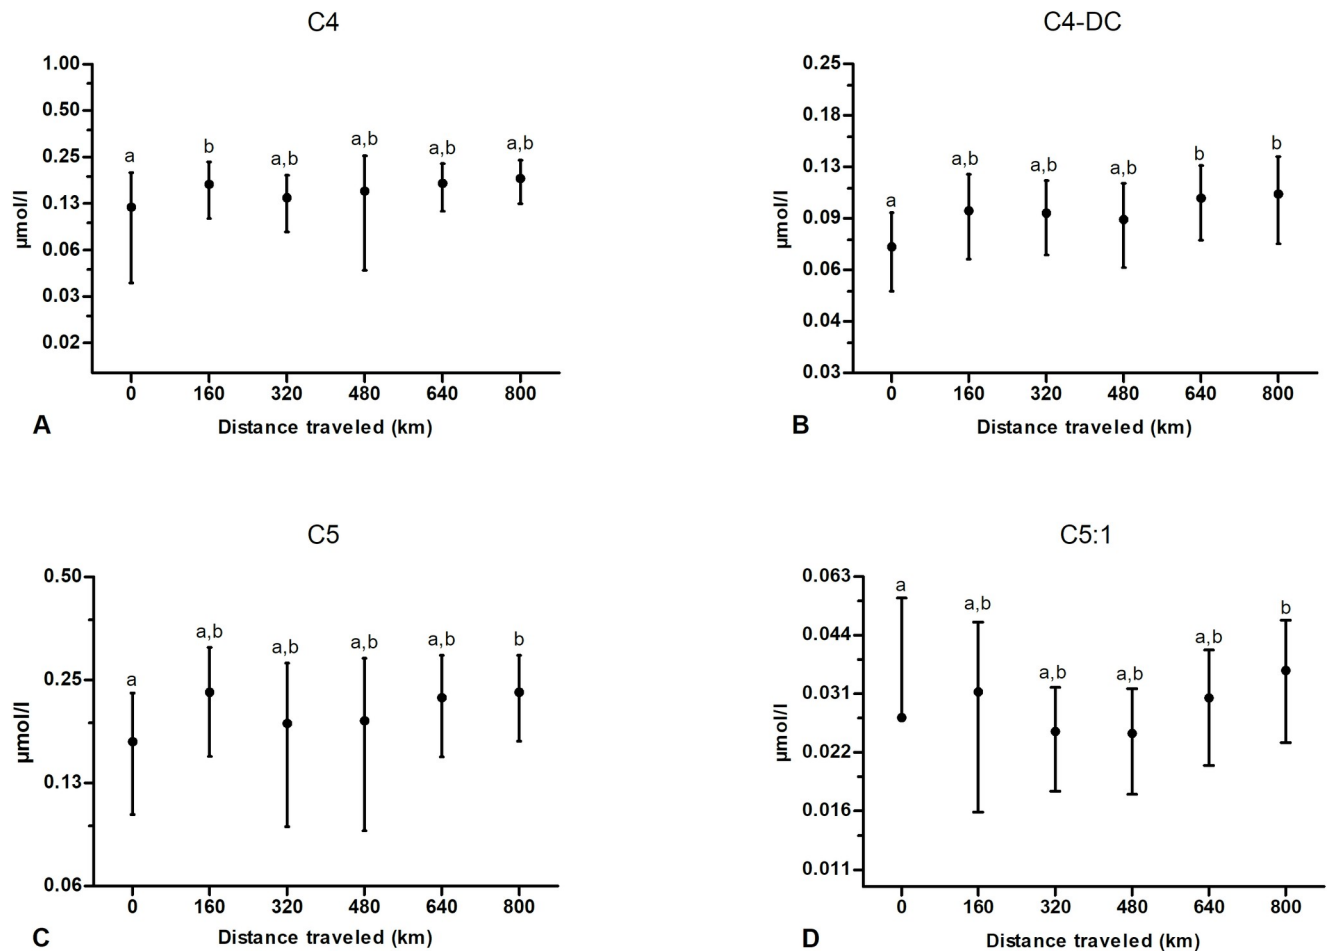 C4
1.00
0.50
0.25
0.13
0.06
0.03
0.02
µmol/l
a
b
a,b
a,b
a,b
a,b
0 160 320 480 640 800
Distance traveled (km)
A
C4-DC
0.25
0.18
0.13
0.09
0.06
0.04
0.03
µmol/l
a
a,b
a,b
a,b
b
b
0 160 320 480 640 800
Distance traveled (km)
B
C5
0.50
0.25
0.13
0.06
µmol/l
a
a,b
a,b
a,b
a,b
b
0 160 320 480 640 800
Distance traveled (km)
C
C5:1
0.063
0.044
0.031
0.022
0.016
0.011
µmol/l
a
a,b
a,b
a,b
a,b
b
0 160 320 480 640 800
Distance traveled (km)
D